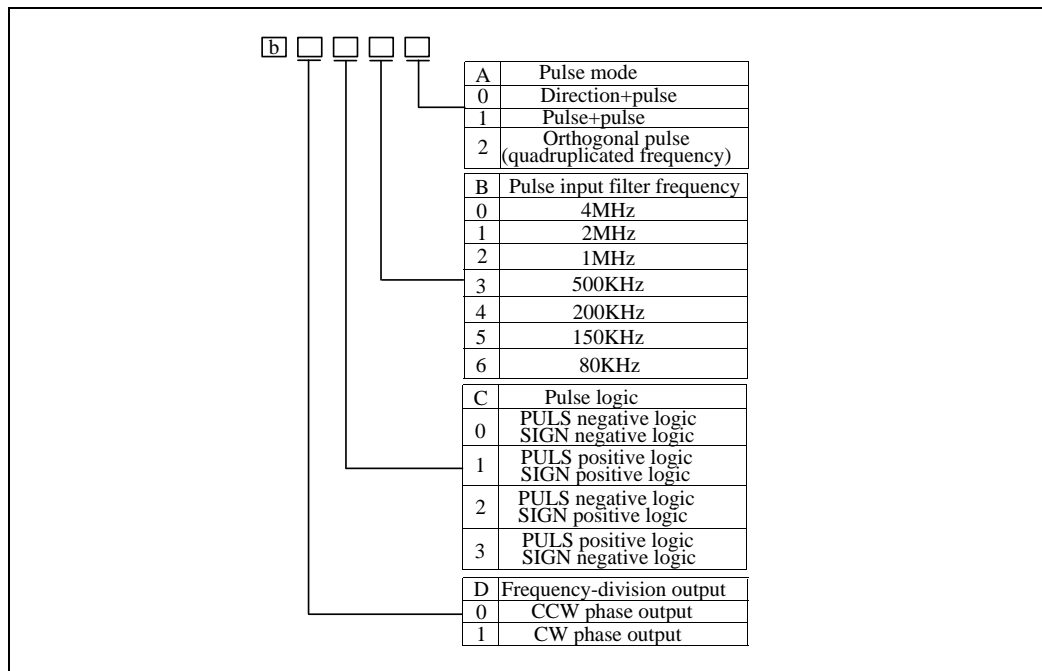 b
A Pulse mode
0 Direction+pulse
1 Pulse+pulse
2 Orthogonal pulse
(quadruplicated frequency)
B Pulse input filter frequency
0 4MHz
1 2MHz
2 1MHz
3 500KHz
4 200KHz
5 150KHz
6 80KHz
C Pulse logic
0 PULS negative logic
SIGN negative logic
1 PULS positive logic
SIGN positive logic
2 PULS negative logic
SIGN positive logic
3 PULS positive logic
SIGN negative logic
D Frequency-division output
0 CCW phase output
1 CW phase output